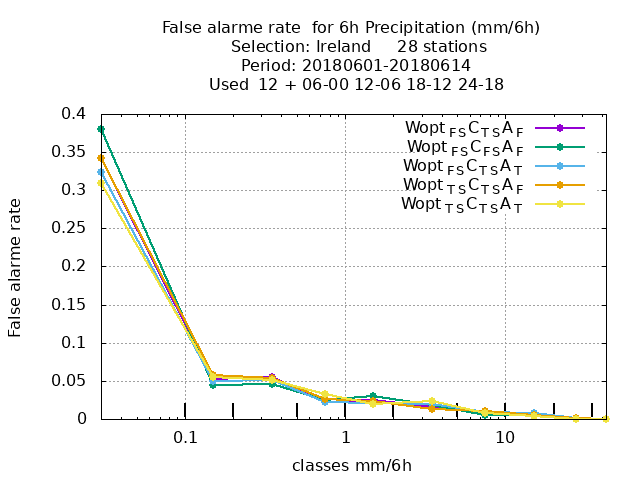 False alarme rate  for 6h Precipitation (mm/6h)
Selection: Ireland     28 stations
Period: 20180601-20180614
Used  12 + 06-00 12-06 18-12 24-18
Wopt FS C TS A F
Wopt FS C FS A F
Wopt FS C TS A T
Wopt TS C TS A F
Wopt TS C TS A T
False alarme rate
0.4
0.35
0.3
0.25
0.2
0.15
0.1
0.05
0
0.1 1 10
classes mm/6h